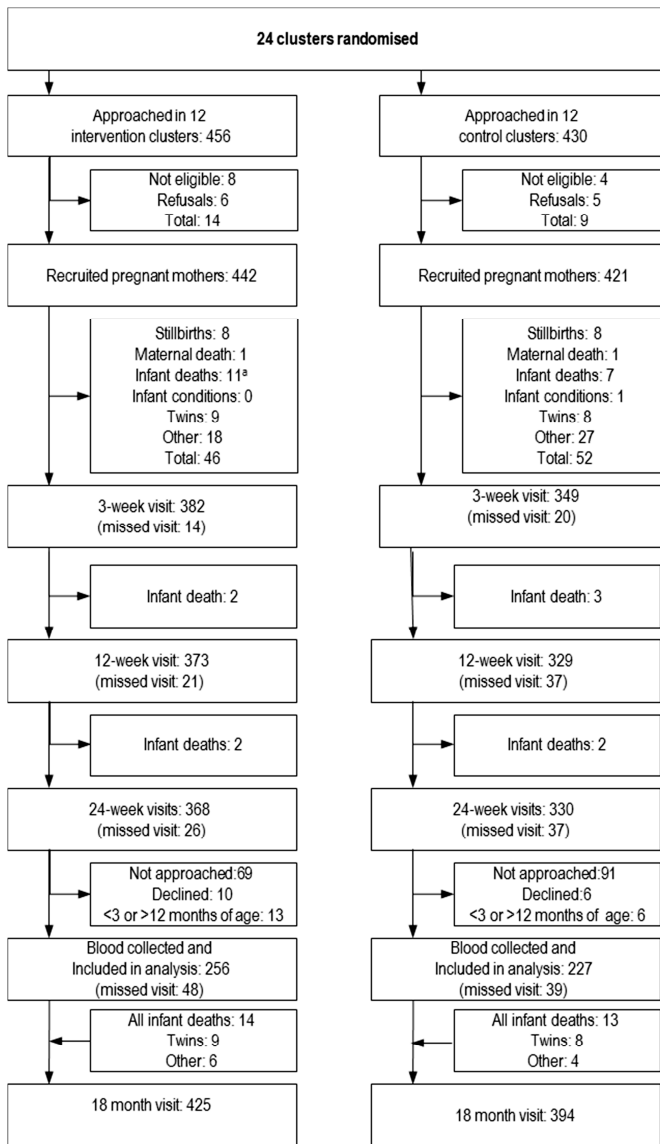 24 clusters randomised
Approached in 12
intervention clusters: 456
Approached in 12
control clusters: 430
Not eligible: 8
Refusals: 6
Total: 14
Not eligible: 4
Refusals: 5
Total: 9
Recruited pregnant mothers: 442
Recruited pregnant mothers: 421
Stillbirths: 8
Maternal death: 1
Infant deaths: 11ª
Infant conditions: 0
Twins: 9
Other: 18
Total: 46
Stillbirths: 8
Maternal death: 1
Infant deaths: 7
Infant conditions: 1
Twins: 8
Other: 27
Total: 52
3-week visit: 382
(missed visit: 14)
3-week visit: 349
(missed visit: 20)
Infant death: 2
Infant death: 3
12-week visit: 373
(missed visit: 21)
12-week visit: 329
(missed visit: 37)
Infant deaths: 2
Infant deaths: 2
24-week visits: 368
(missed visit: 26)
24-week visits: 330
(missed visit: 37)
Not approached:69
Declined: 10
<3 or >12 months of age: 13
Not approached:91
Declined:6
<3 or >12 months of age: 6
Blood collected and
Included in analysis: 256
(missed visit: 48)
Blood collected and
Included in analysis: 227
(missed visit: 39)
All infant deaths: 14
Twins: 9
Other: 6
All infant deaths: 13
Twins: 8
Other: 4
18 month visit: 425
18 month visit: 394